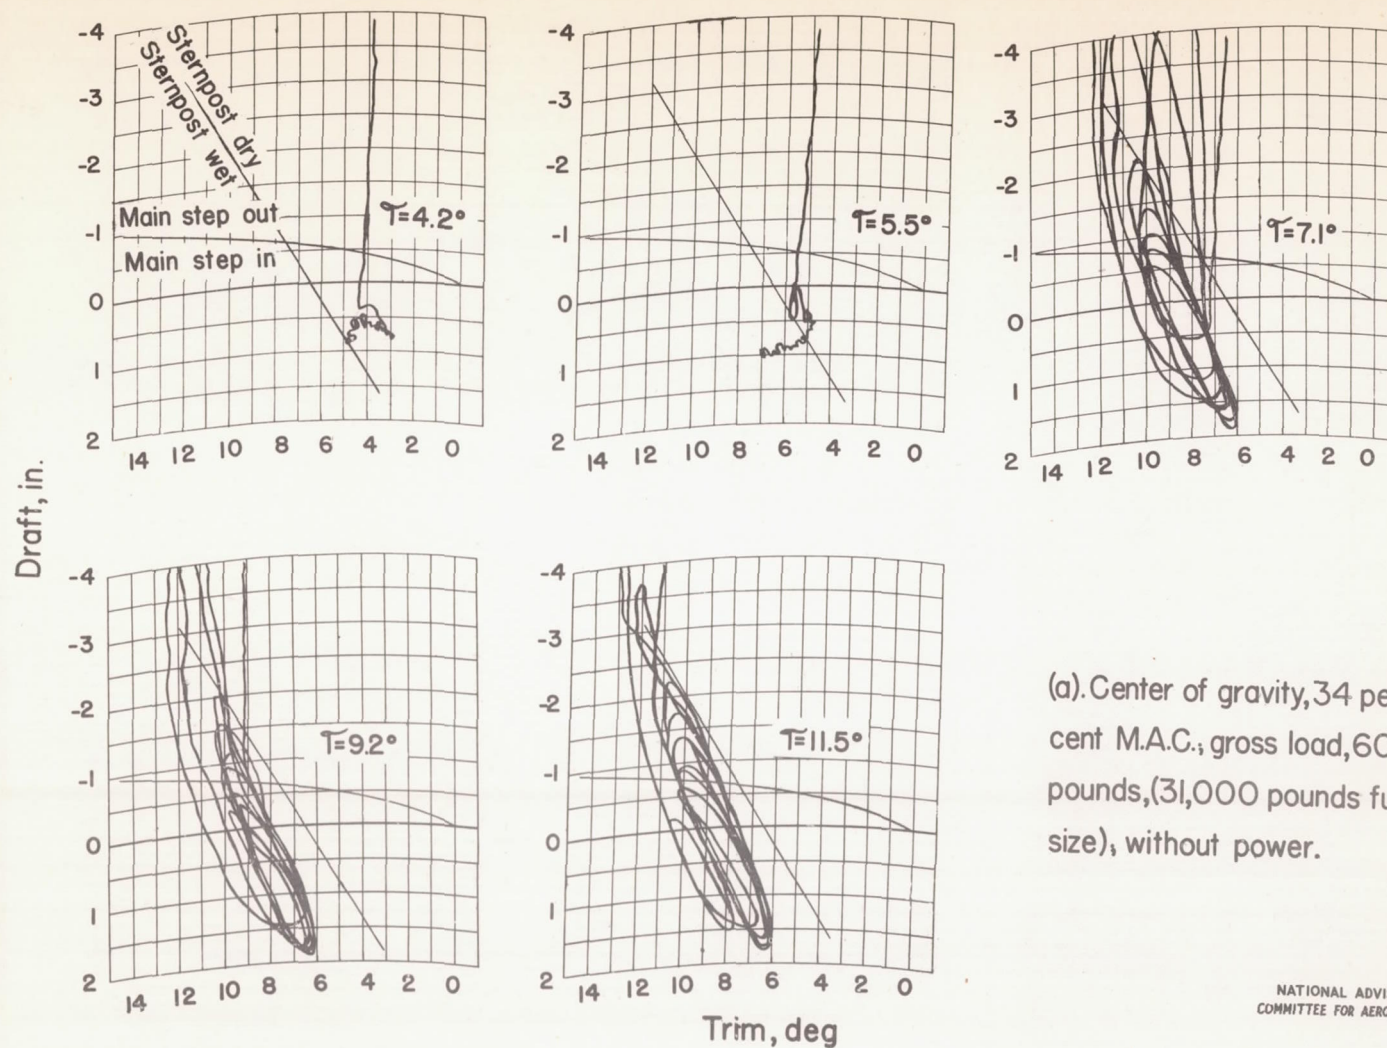 -4
-3
-2
-1
0
1
2
14 12 10 8 6 4 2 0
Sternpost dry
Sternpost wet
Main step out
Main step in
T=4.2°
-4
-3
-2
-1
0
1
2
14 12 10 8 6 4 2 0
T=5.5°
-4
-3
-2
-1
0
1
2
14 12 10 8 6 4 2 0
T=7.1°
Draft, in.
-4
-3
-2
-1
0
1
2
14 12 10 8 6 4 2 0
T=9.2°
-4
-3
-2
-1
0
1
2
14 12 10 8 6 4 2 0
T=11.5°
Trim, deg
(a). Center of gravity, 34 pe
cent M.A.C.; gross load, 60
pounds, (31,000 pounds fu
size); without power.
NATIONAL ADVI
COMMITTEE FOR AERO